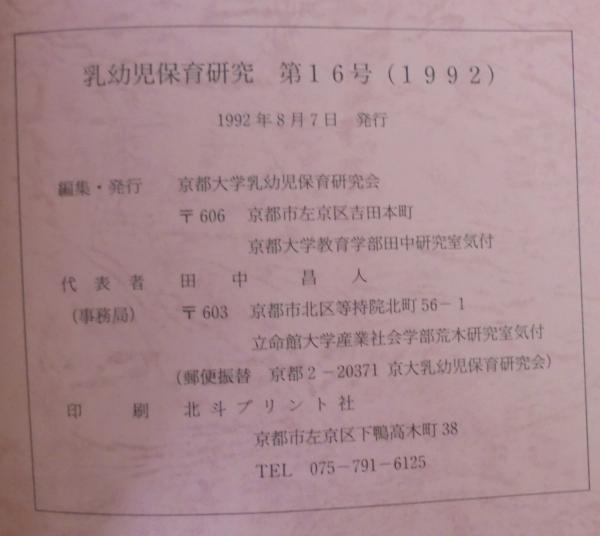 乳幼児保育研究　第１６号（１９９２）
1992年8月7日　発行
編集・発行　京都大学乳幼児保育研究会
〒606　京都市左京区吉田本町
京都大学教育学部田中研究室気付
代　表　者　田　中　昌　人
（事務局）　〒603　京都市北区等持院北町56－1
立命館大学産業社会学部荒木研究室気付
（郵便振替　京都2－20371 京大乳幼児保育研究会）
印　刷　北斗プリント社
京都市左京区下鴨高木町38
TEL　075－791－6125